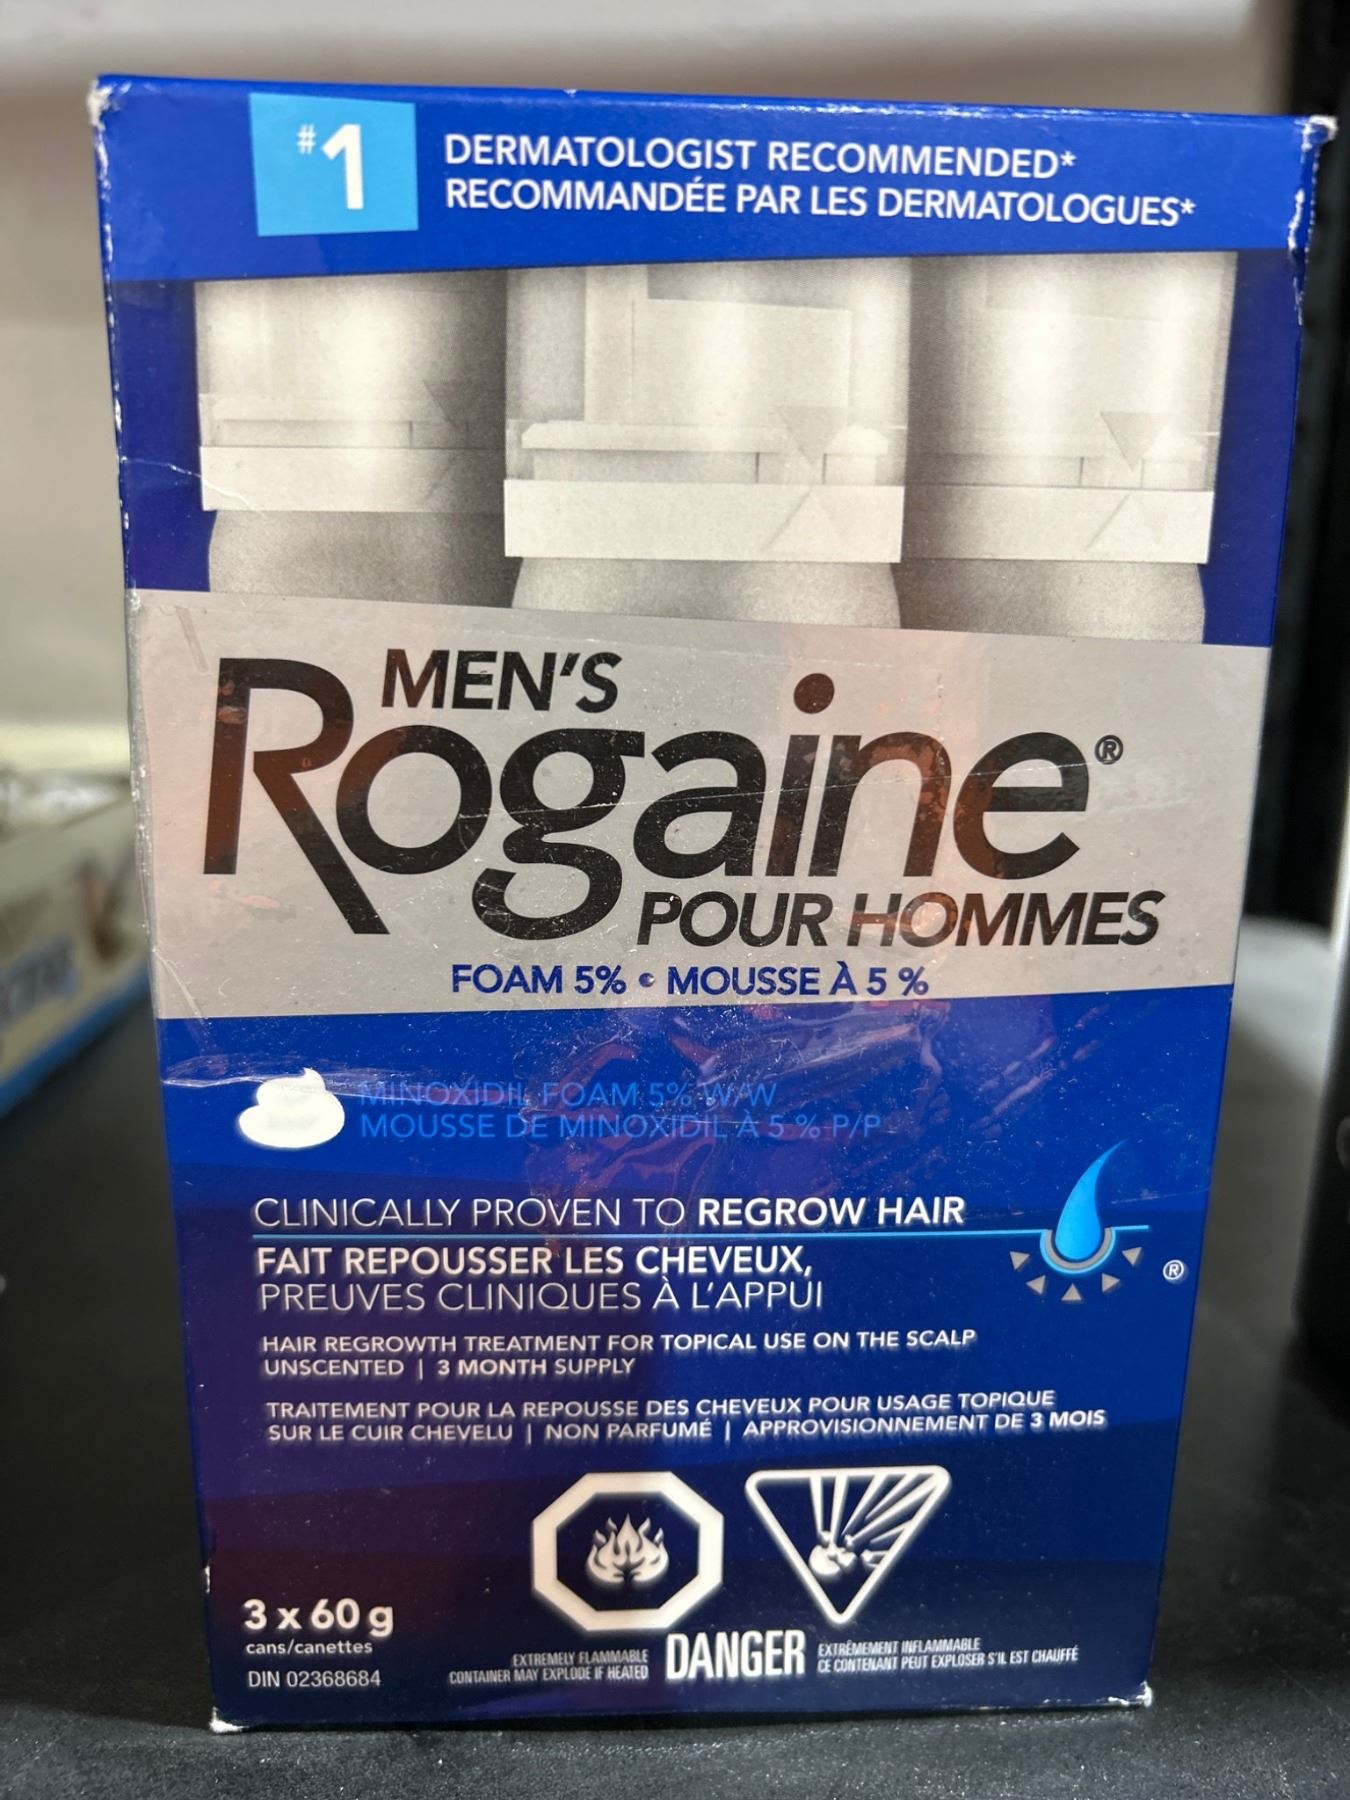 #1
DERMATOLOGIST RECOMMENDED*
RECOMMANDÉE PAR LES DERMATOLOGUES*
MEN'S
Rogaine®
POUR HOMMES
FOAM 5% • MOUSSE À 5 %
MINOXIDIL FOAM 5% W/W
MOUSSE DE MINOXIDIL À 5 % P/P
CLINICALLY PROVEN TO REGROW HAIR
FAIT REPOUSSER LES CHEVEUX,
PREUVES CLINIQUES À L'APPUI
®
HAIR REGROWTH TREATMENT FOR TOPICAL USE ON THE SCALP
UNSCENTED | 3 MONTH SUPPLY
TRAITEMENT POUR LA REPOUSSE DES CHEVEUX POUR USAGE TOPIQUE
SUR LE CUIR CHEVELU | NON PARFUMÉ | APPROVISIONNEMENT DE 3 MOIS
3 x 60 g
cans/canettes
DIN 02368684
EXTREMELY FLAMMABLE
CONTAINER MAY EXPLODE IF HEATED
DANGER
EXTRÊMEMENT INFLAMMABLE
CE CONTENANT PEUT EXPLOSER S'IL EST CHAUFFÉ